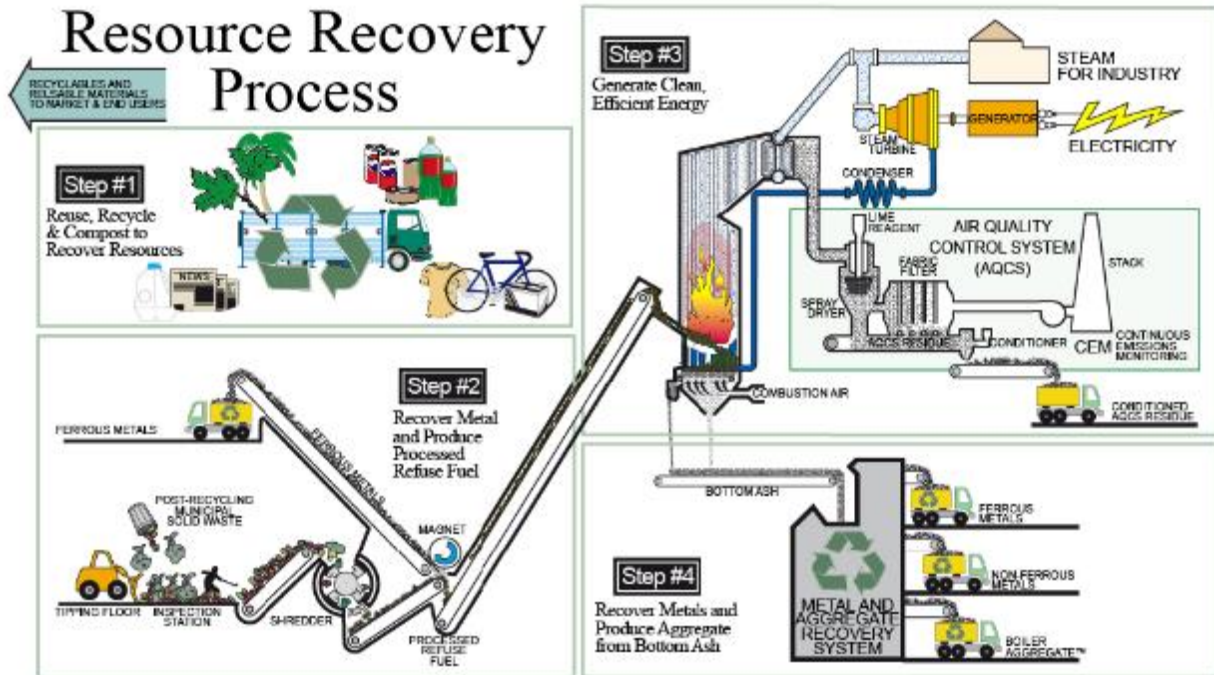 Resource Recovery
Process
RECYCLABLES AND
REUSABLE MATERIALS
TO MARKET & END USERS
Step #1
Reuse, Recycle
& Compost to
Recover Resources
NEWS
Step #2
Recover Metal
and Produce
Processed
Refuse Fuel
FERROUS METALS
FERROUS METALS
POST-RECYCLING
MUNICIPAL
SOLID WASTE
MAGNET
TIPPING FLOOR
INSPECTION
STATION
SHREDDER
PROCESSED
REFUSE
FUEL
Step #3
Generate Clean,
Efficient Energy
STEAM
FOR INDUSTRY
STEAM
TURBINE
GENERATOR
ELECTRICITY
CONDENSER
LIME
REAGENT
AIR QUALITY
CONTROL SYSTEM
(AQCS)
FABRIC
FILTER
STACK
SPRAY
DRYER
AQCS RESIDUE
CONDITIONER
CEM
CONTINUOUS
EMISSIONS
MONITORING
COMBUSTION AIR
CONDITIONED
AQCS RESIDUE
BOTTOM ASH
Step #4
Recover Metals and
Produce Aggregate
from Bottom Ash
METAL AND
AGGREGATE
RECOVERY
SYSTEM
FERROUS
METALS
NON-FERROUS
METALS
BOILER
AGGREGATE™